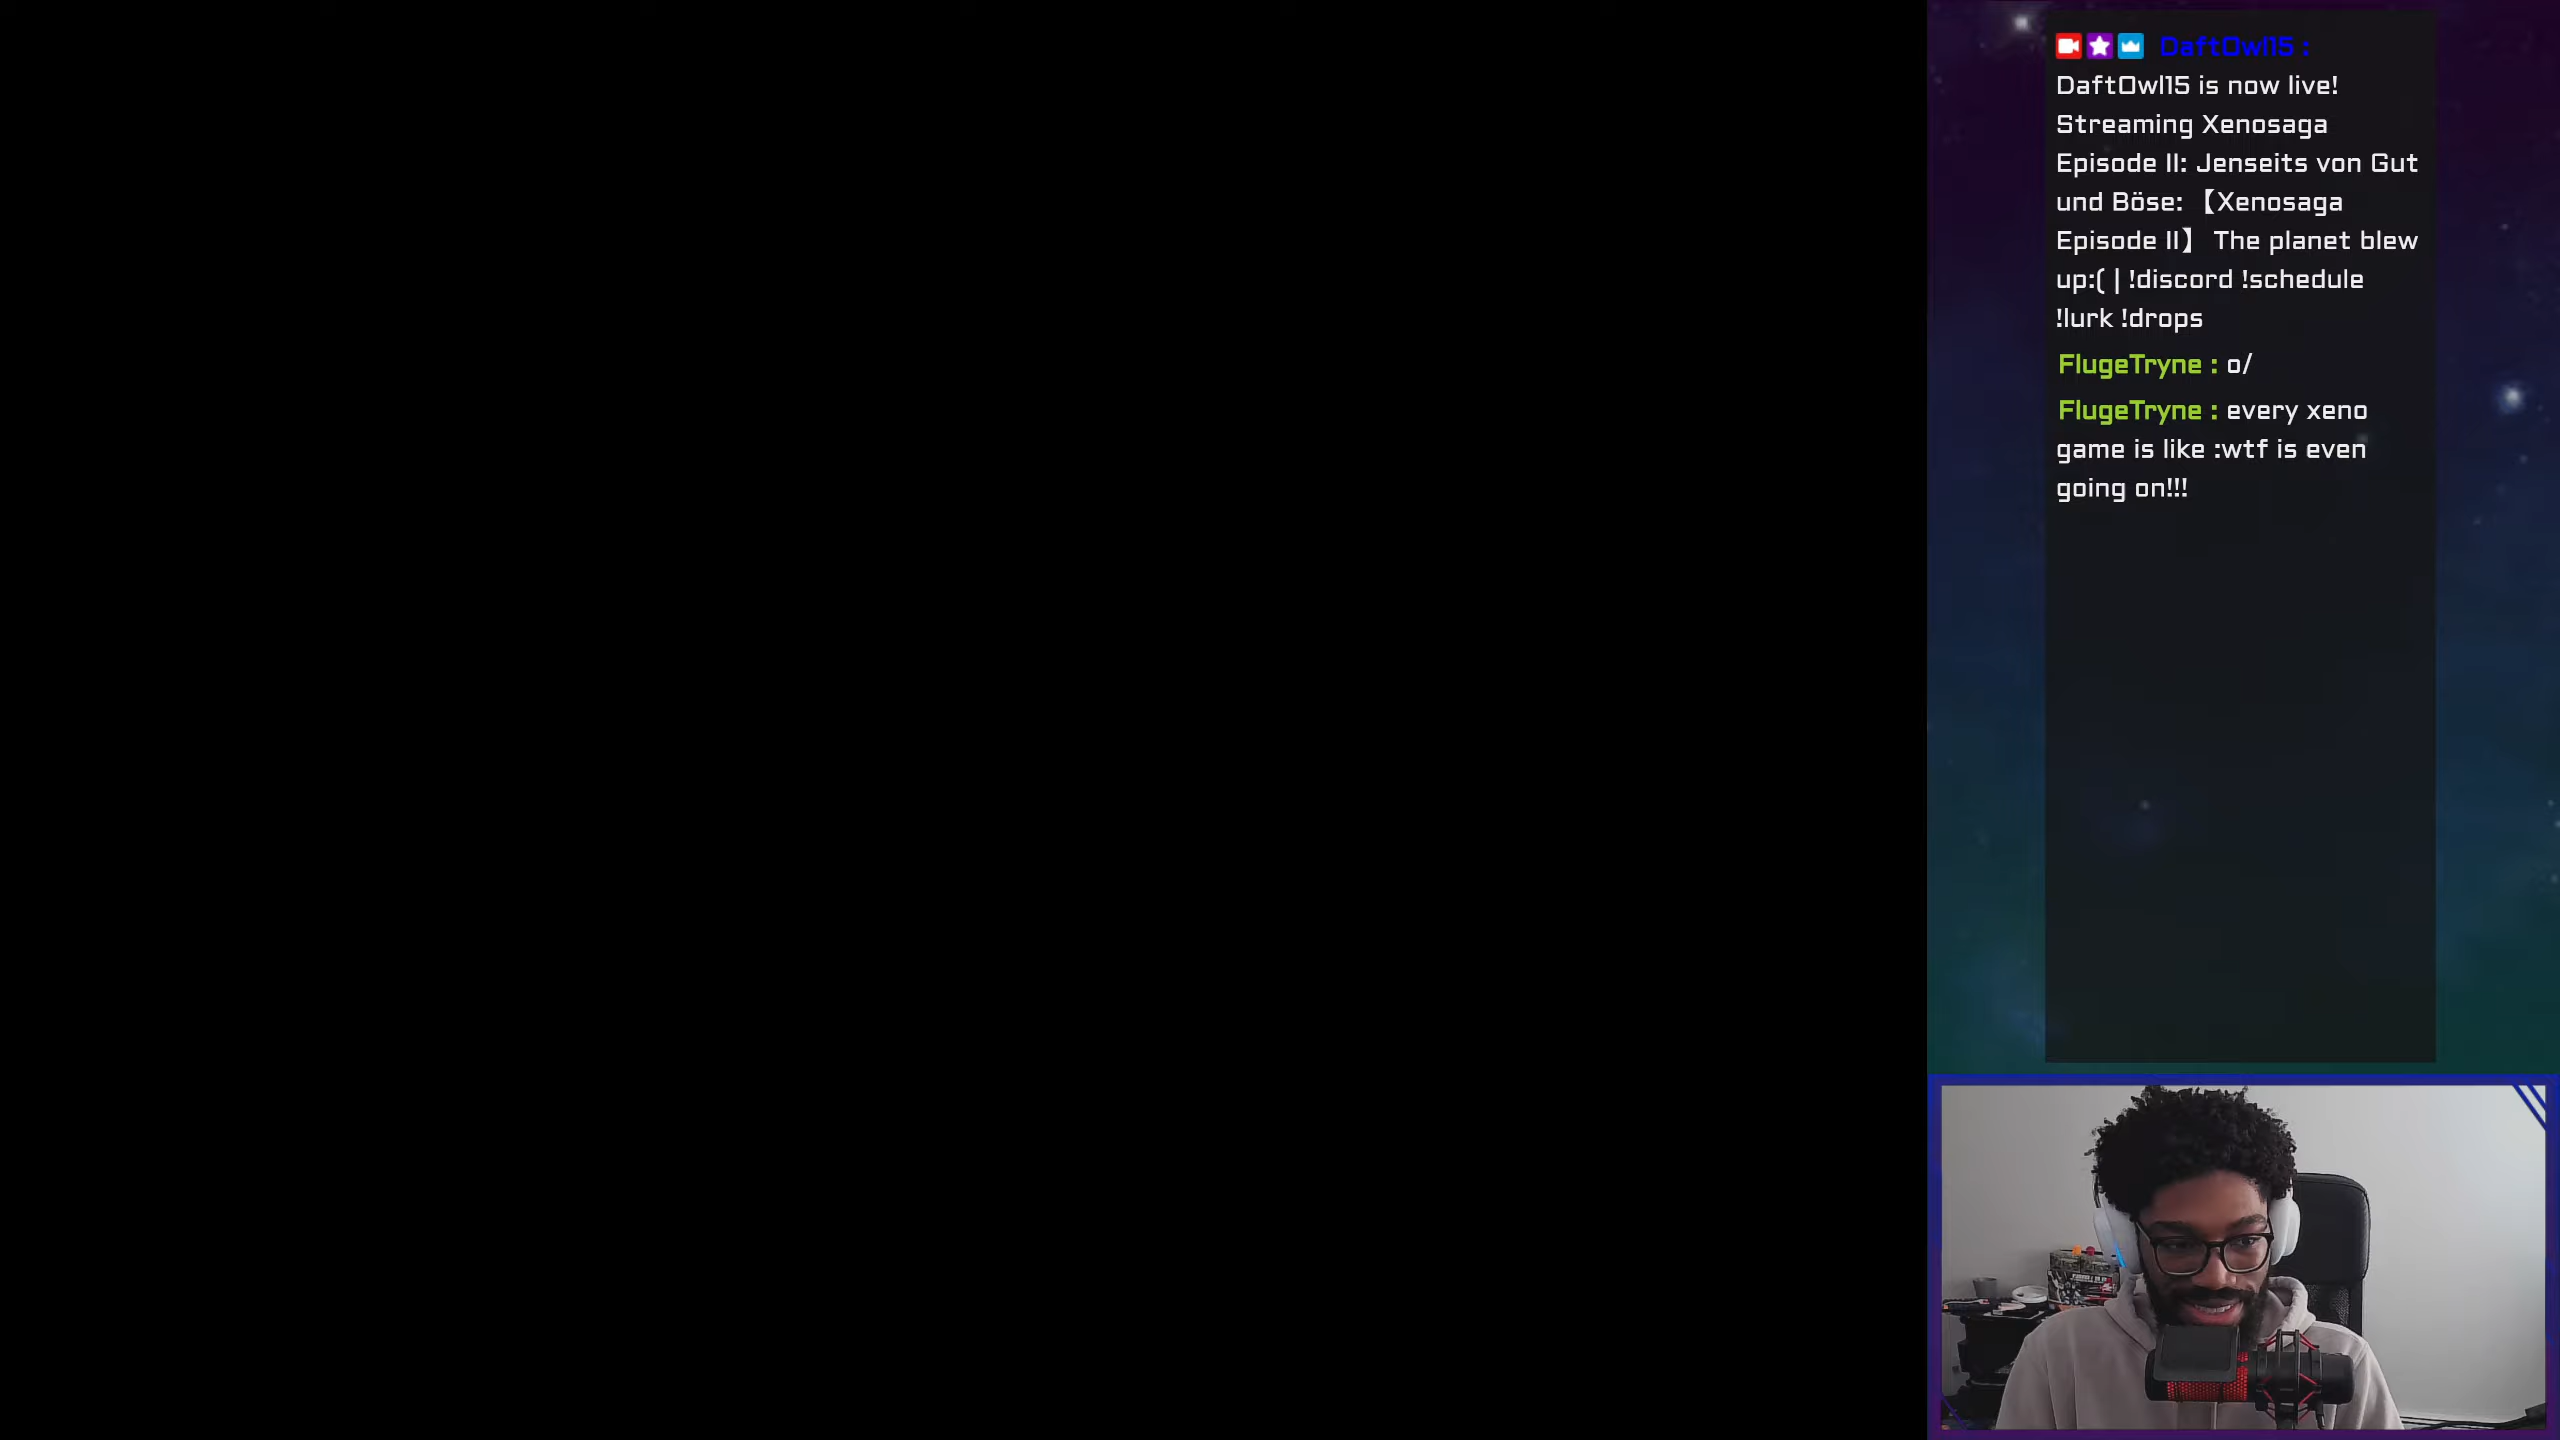 DaftOwl15 :
DaftOwl15 is now live!
Streaming Xenosaga
Episode II: Jenseits von Gut
und Böse: 【Xenosaga
Episode II】 The planet blew
up:( | !discord !schedule
!lurk !drops
FlugeTryne : o/
FlugeTryne : every xeno
game is like :wtf is even
going on!!!